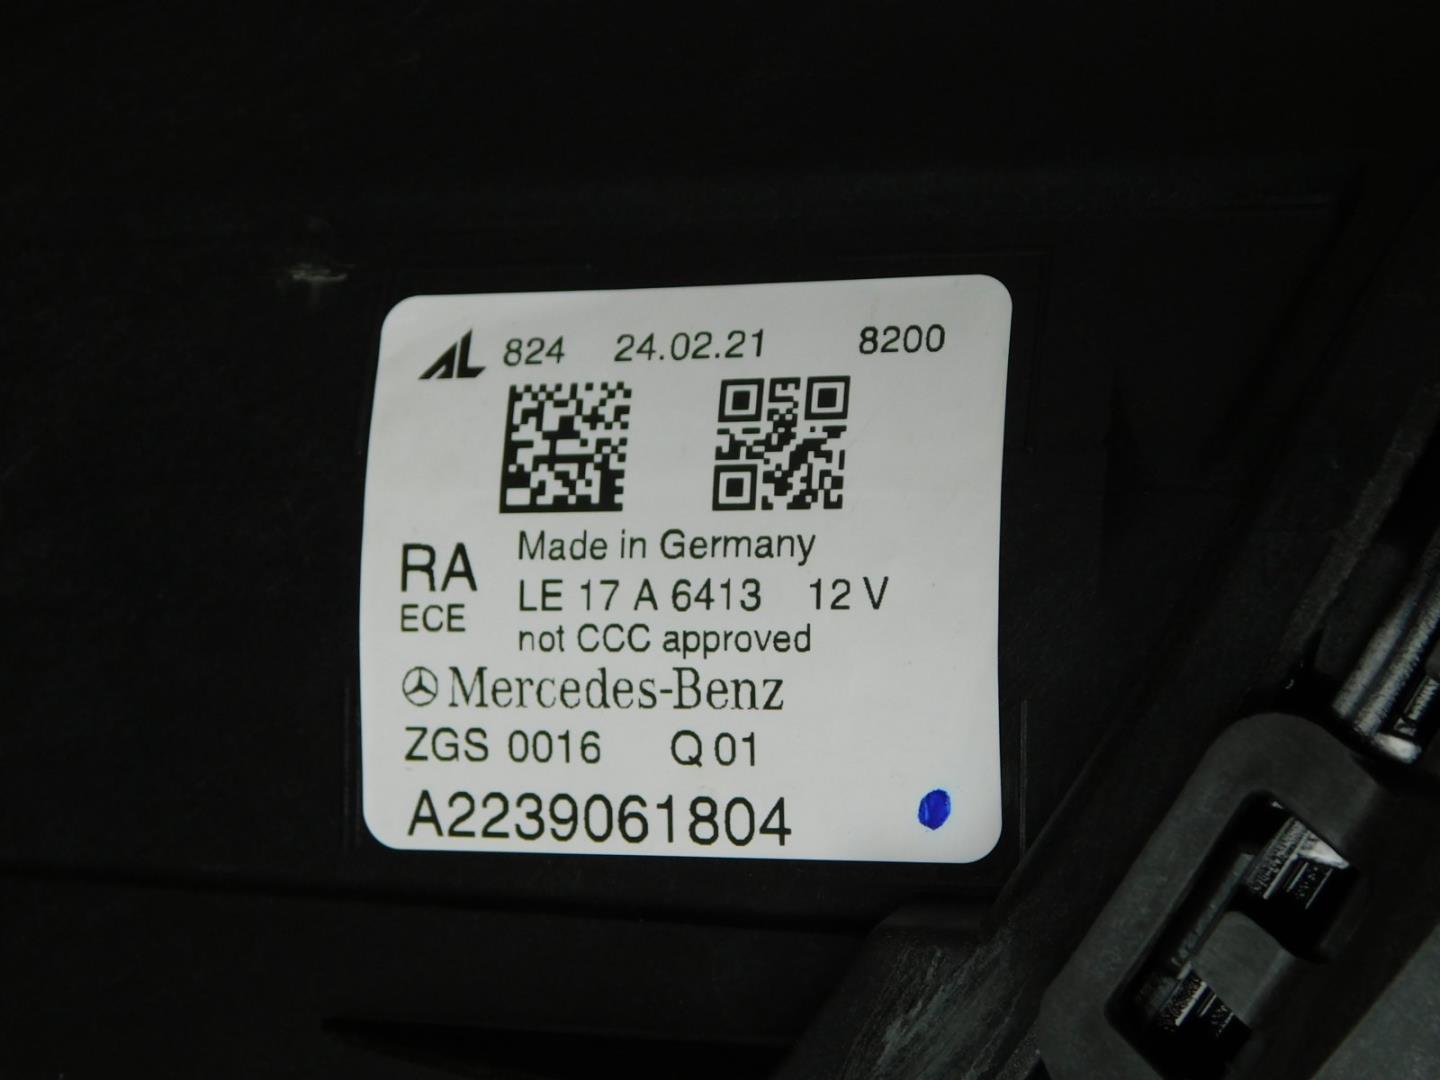 AL 824 24.02.21 8200
RA
ECE
Made in Germany
LE 17 A 6413 12 V
not CCC approved
Mercedes-Benz
ZGS 0016 Q 01
A2239061804